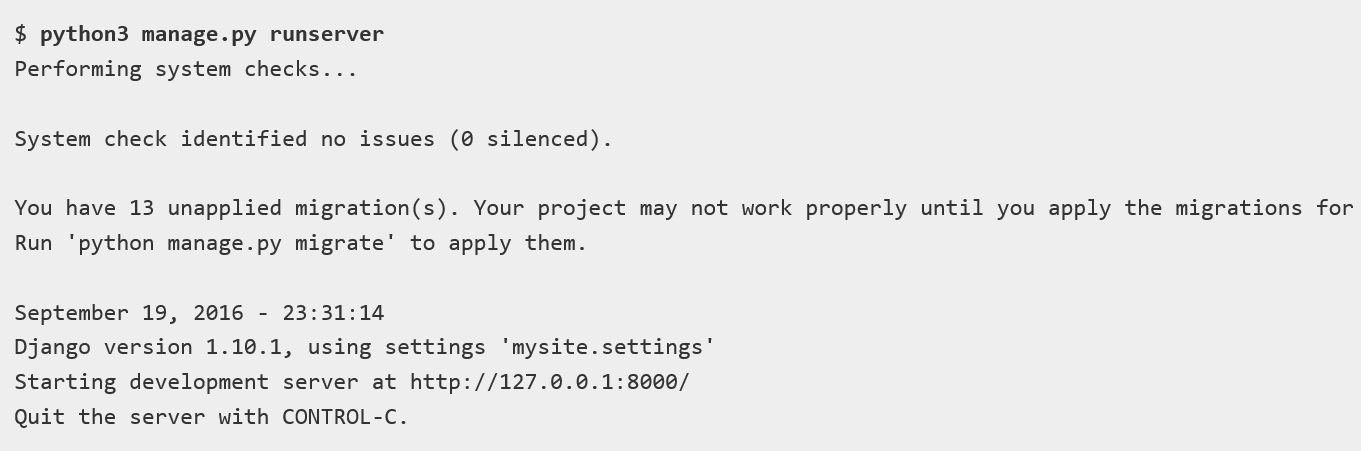 $ python3 manage.py runserver
Performing system checks...
System check identified no issues (0 silenced).
You have 13 unapplied migration(s). Your project may not work properly until you apply the migrations for
Run 'python manage.py migrate' to apply them.
September 19, 2016 - 23:31:14
Django version 1.10.1, using settings 'mysite.settings'
Starting development server at http://127.0.0.1:8000/
Quit the server with CONTROL-C.